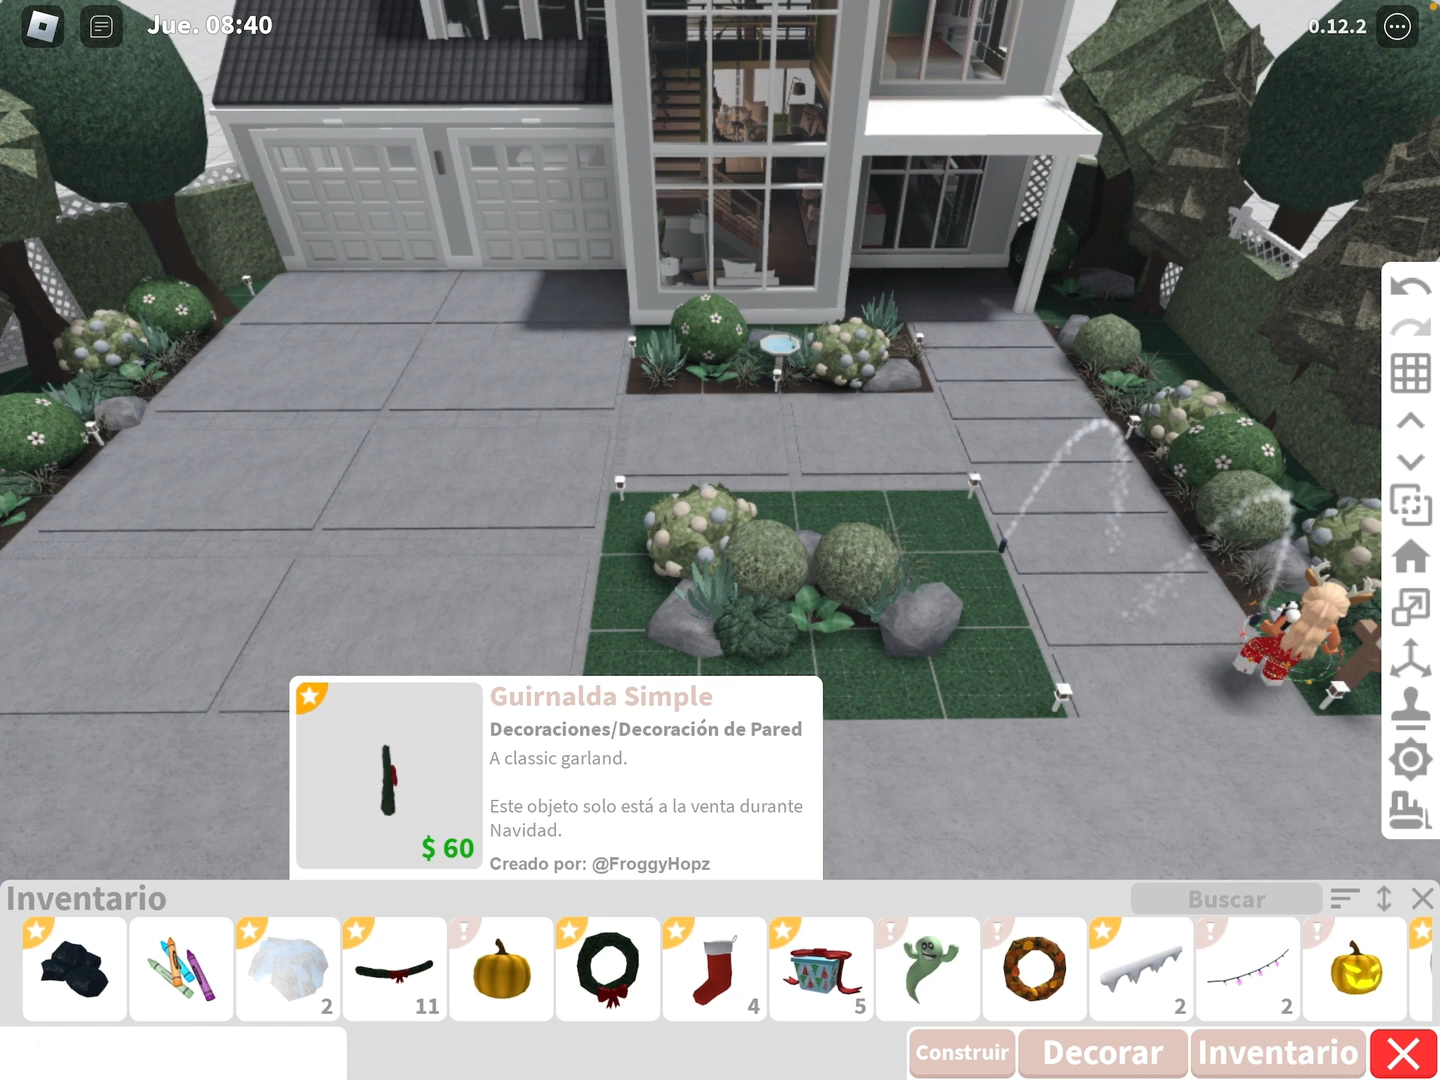 Jue. 08:40
0.12.2
Guirnalda Simple
Decoraciones/Decoración de Pared
A classic garland.
Este objeto solo está a la venta durante
Navidad.
$ 60
Creado por: @FroggyHopz
Inventario
Buscar
2
11
4
5
2
2
Construir
Decorar
Inventario